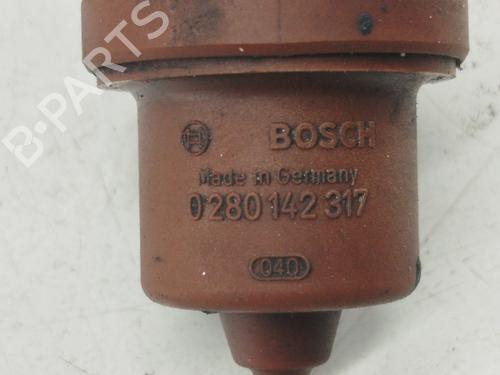 B-PARTS
BOSCH
Made in Germany
0 280 142 317
040